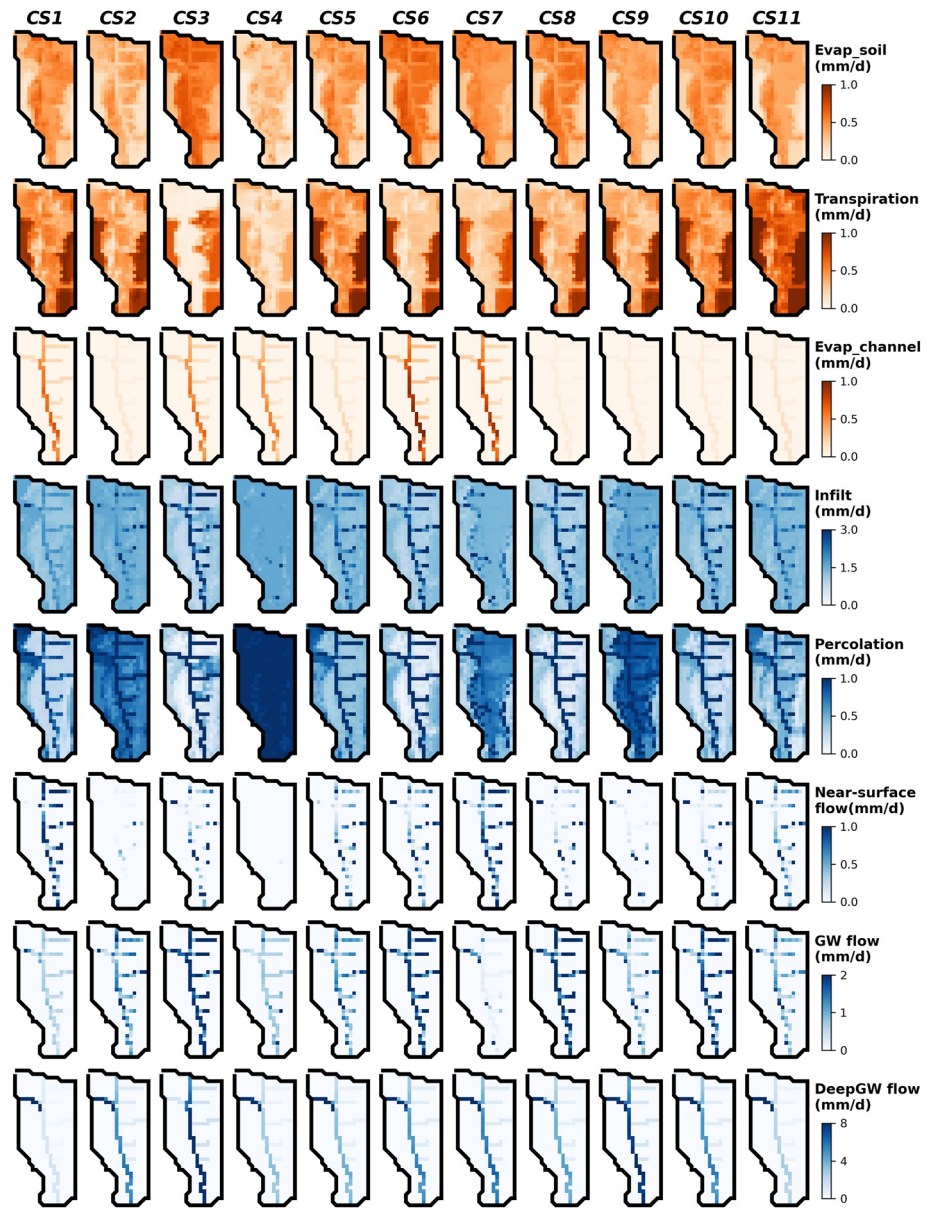 CS1 CS2 CS3 CS4 CS5 CS6 CS7 CS8 CS9 CS10 CS11
Evap_soil
(mm/d)
1.0
0.5
0.0
Transpiration
(mm/d)
1.0
0.5
0.0
Evap_channel
(mm/d)
1.0
0.5
0.0
Infilt
(mm/d)
3.0
1.5
0.0
Percolation
(mm/d)
1.0
0.5
0.0
Near-surface
flow(mm/d)
1.0
0.5
0.0
GW flow
(mm/d)
2
1
0
DeepGW flow
(mm/d)
8
4
0